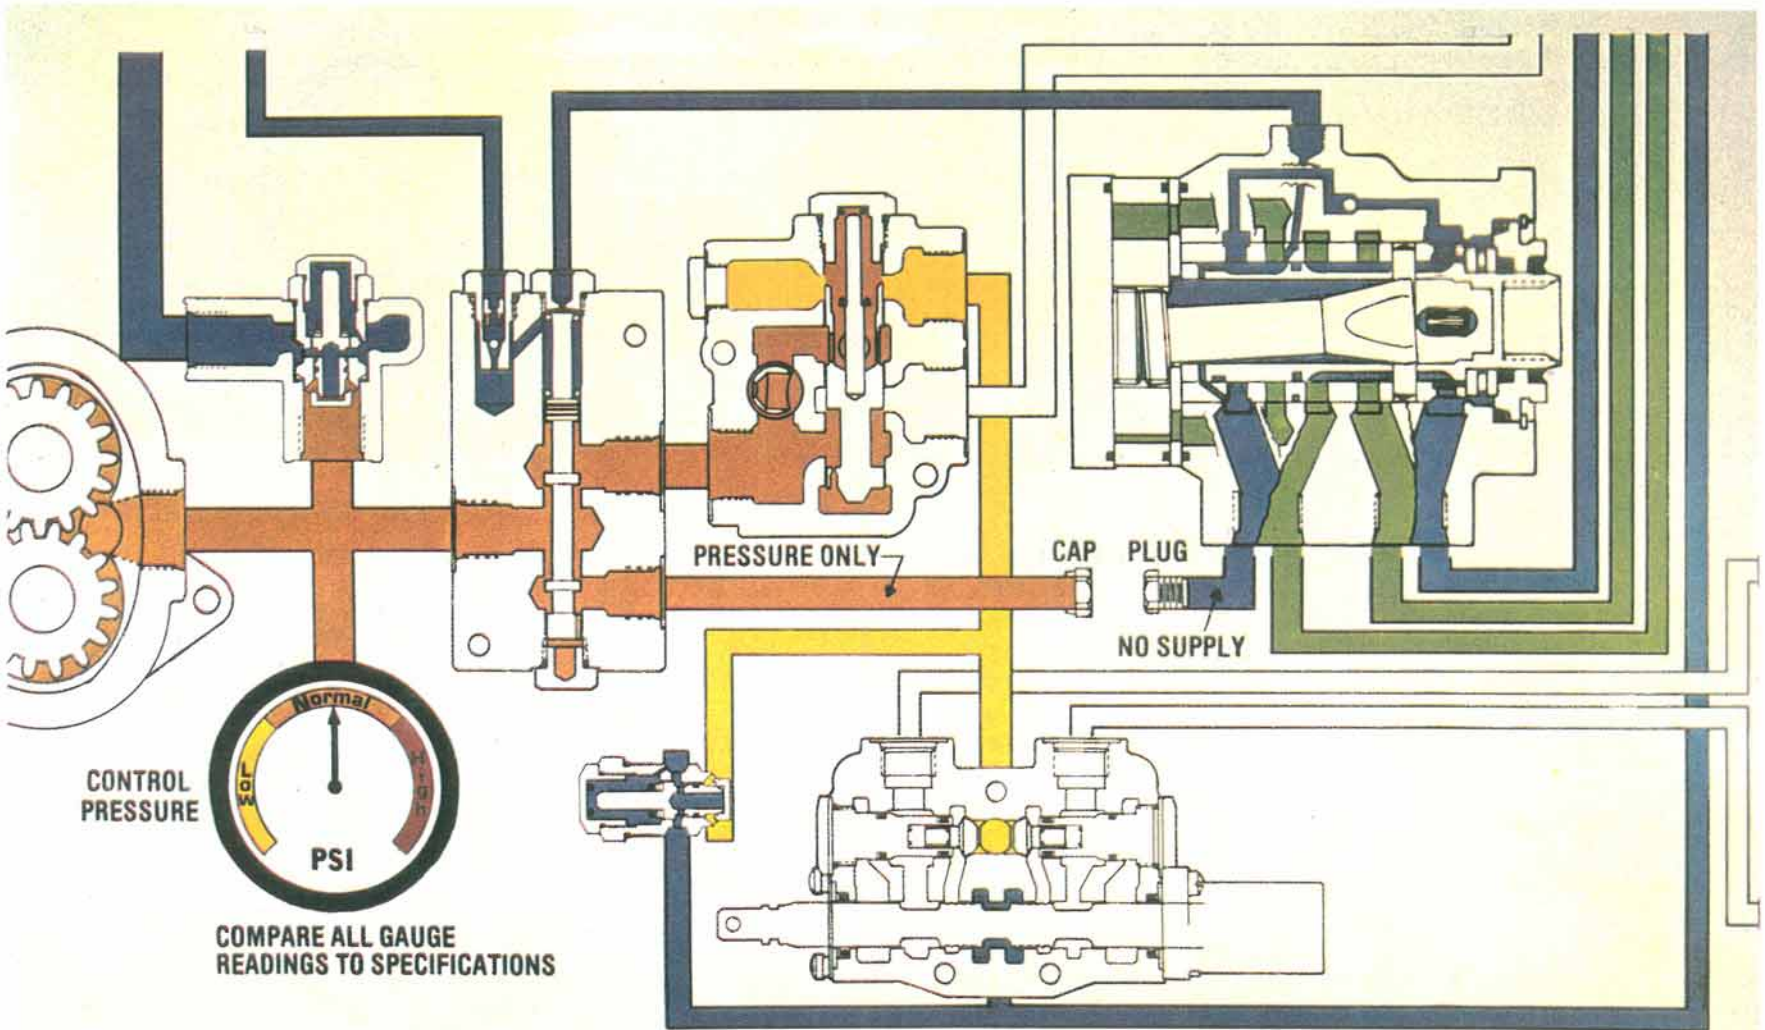 PRESSURE ONLY
CAP
PLUG
NO SUPPLY
Normal
Low
High
PSI
CONTROL
PRESSURE
COMPARE ALL GAUGE
READINGS TO SPECIFICATIONS